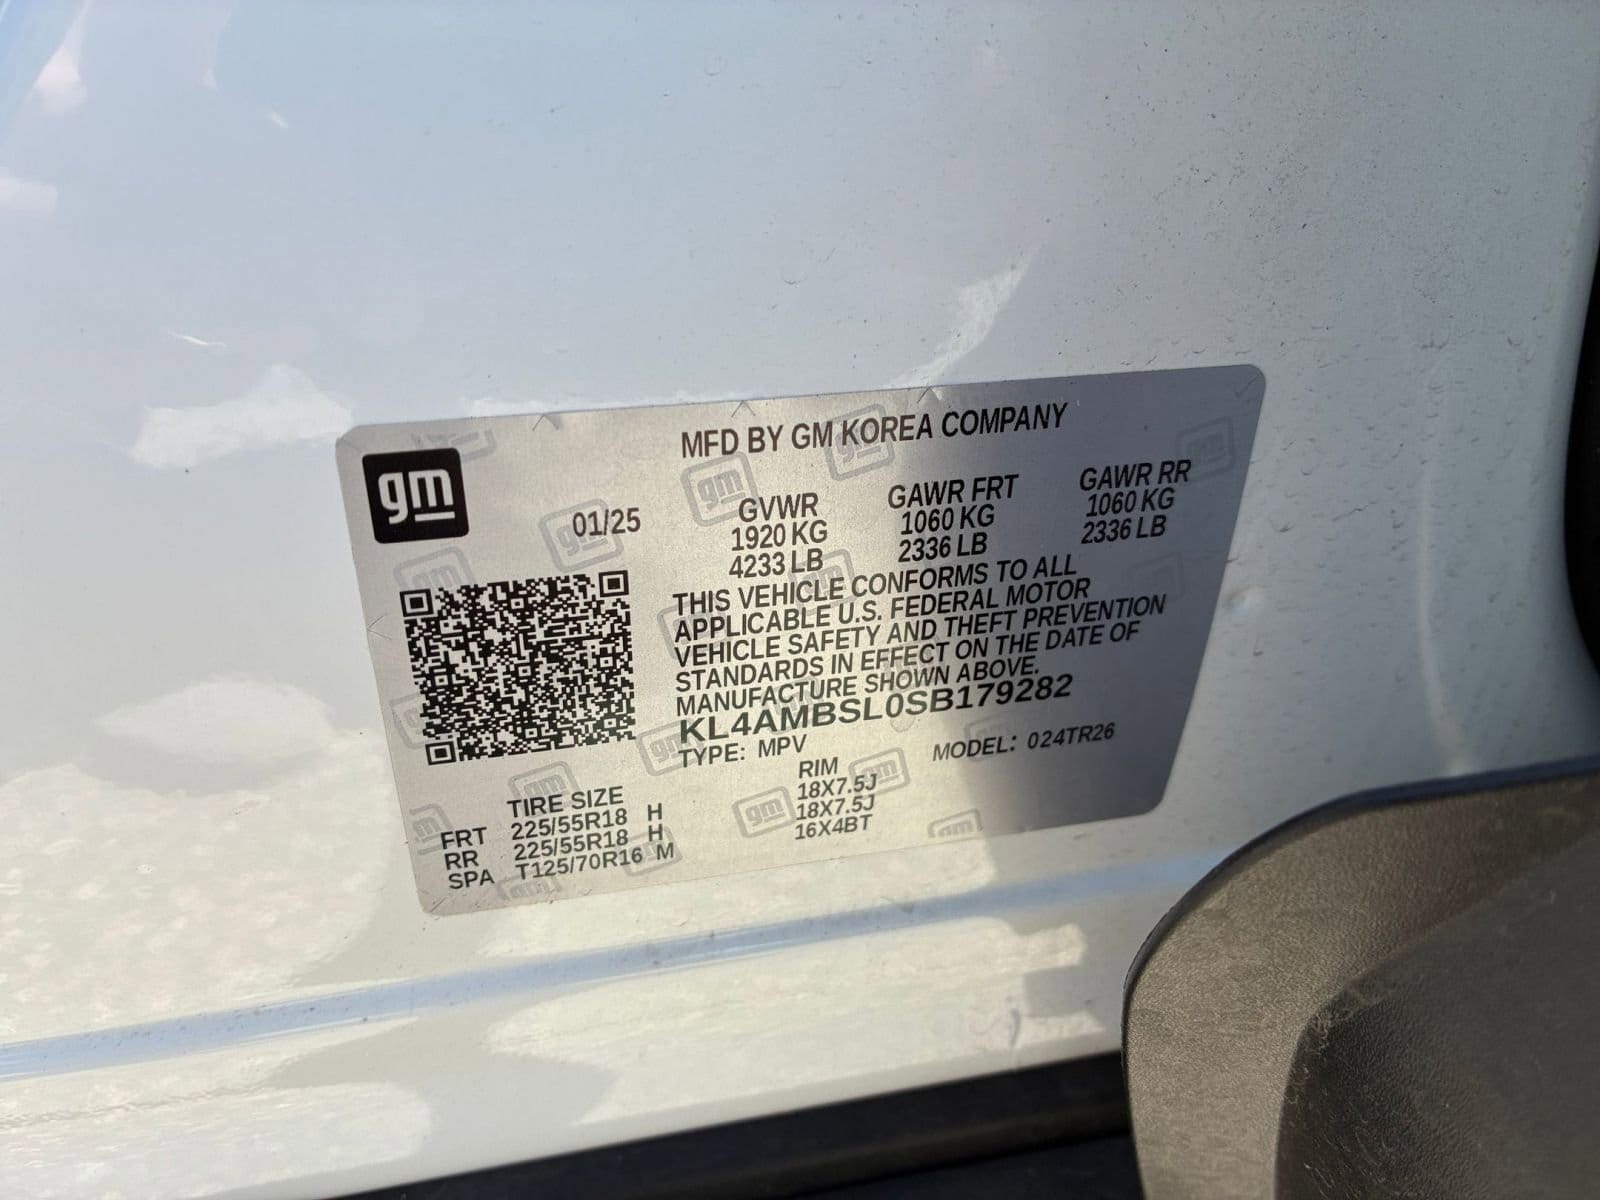 MFD BY GM KOREA COMPANY
gm
01/25
GVWR GAWR FRT GAWR RR
1920 KG 1060 KG 1060 KG
4233 LB 2336 LB 2336 LB
THIS VEHICLE CONFORMS TO ALL
APPLICABLE U.S. FEDERAL MOTOR
VEHICLE SAFETY AND THEFT PREVENTION
STANDARDS IN EFFECT ON THE DATE OF
MANUFACTURE SHOWN ABOVE.
KL4AMBSL0SB179282
TYPE: MPV MODEL: 024TR26
TIRE SIZE RIM
FRT 225/55R18 H 18X7.5J
RR 225/55R18 H 18X7.5J
SPA T125/70R16 M 16X4BT